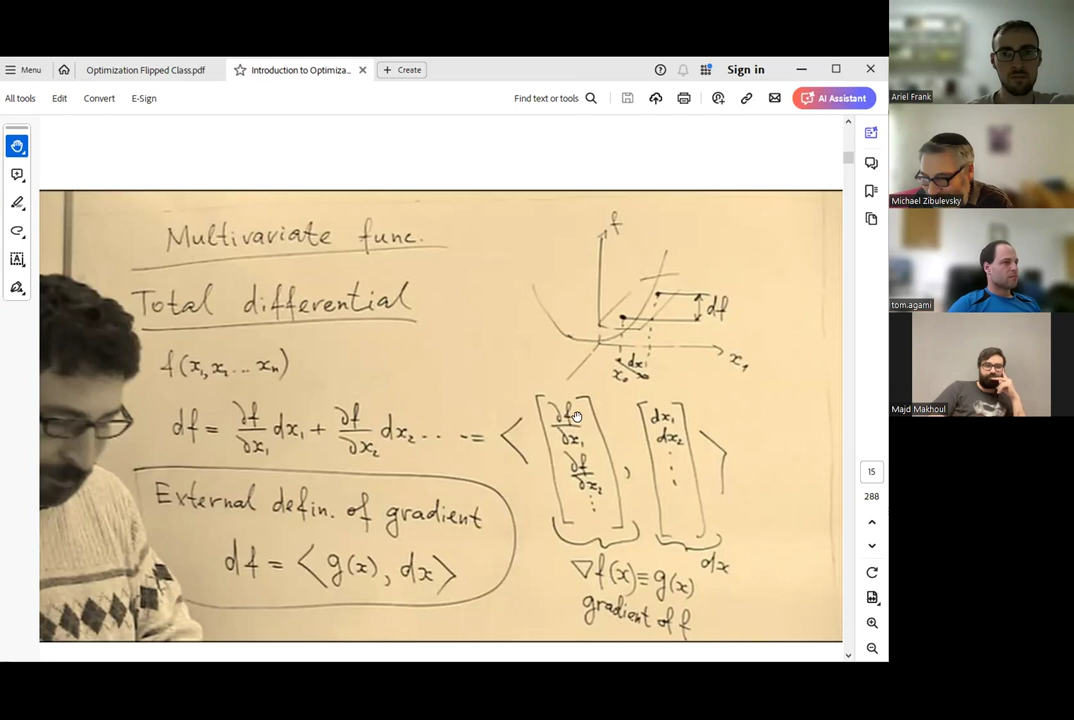 Menu
Optimization Flipped Class.pdf
Introduction to Optimiza...
Create
Sign in
All tools
Edit
Convert
E-Sign
Find text or tools
AI Assistant
Multivariate func.
Total differential
f(x₁, x₂ ... xₙ)
df = ∂f/∂x₁ dx₁ + ∂f/∂x₂ dx₂ ... = < [∂f/∂x₁ ∂f/∂x₂ ⋮], [dx₁ dx₂ ⋮] >
∇f(x) ≡ g(x)
gradient of f
dx
External defin. of gradient
df = < g(x), dx >
f
df
dx
x₀
x₁
15
288
Ariel Frank
Michael Zibulevsky
tom.agami
Majd Makhoul